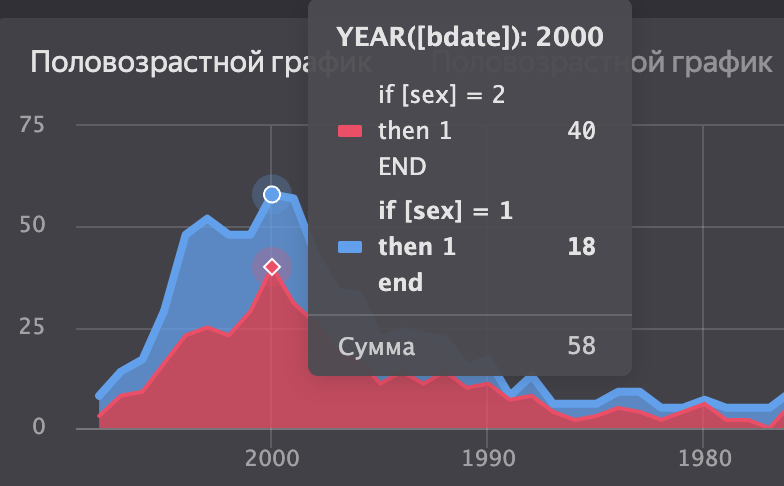 YEAR([bdate]): 2000
Половозрастной график
Половозрастной график
if [sex] = 2
then 1 40
END
if [sex] = 1
then 1 18
end
Сумма 58
75
50
25
0
2000 1990 1980